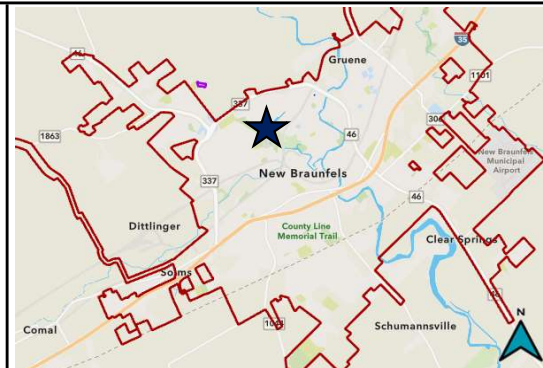 46
Gruene
35
1101
337
306
1863
46
New Braunfels
Municipal
Airport
New Braunfels
337
46
Dittlinger
County Line
Memorial Trail
Clear Springs
Solms
46
N
Comal
1044
Schumannsville